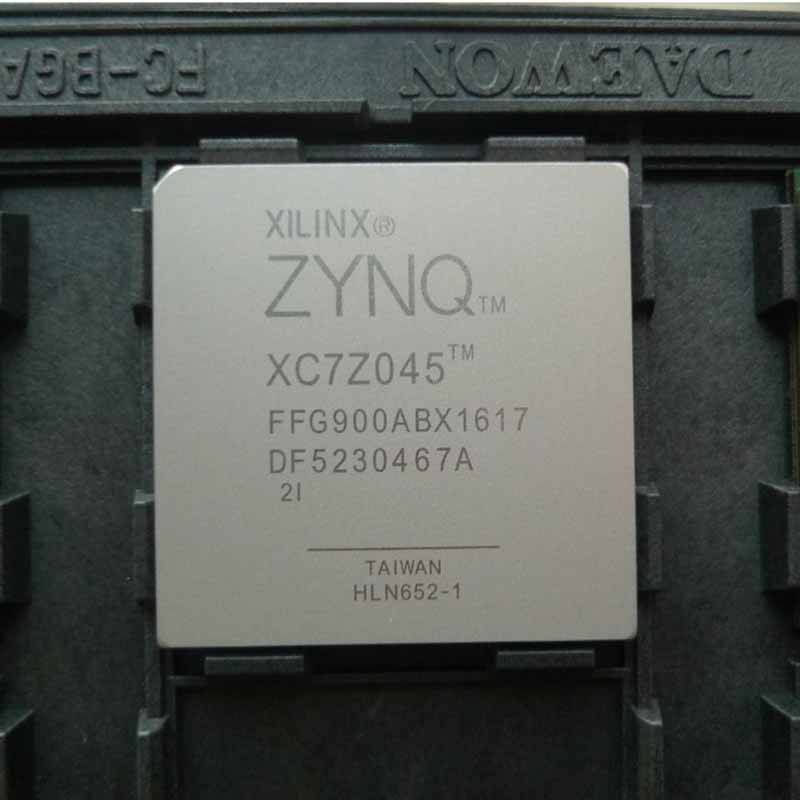 FC-BGA DAEWON
XILINX®
ZYNQ™
XC7Z045™
FFG900ABX1617
DF5230467A
2I
TAIWAN
HLN652-1